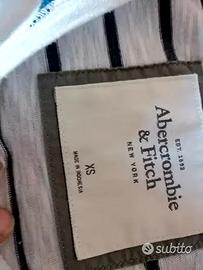 EST. 1892
Abercrombie
& Fitch
NEW YORK
XS
MADE IN INDONESIA
subito